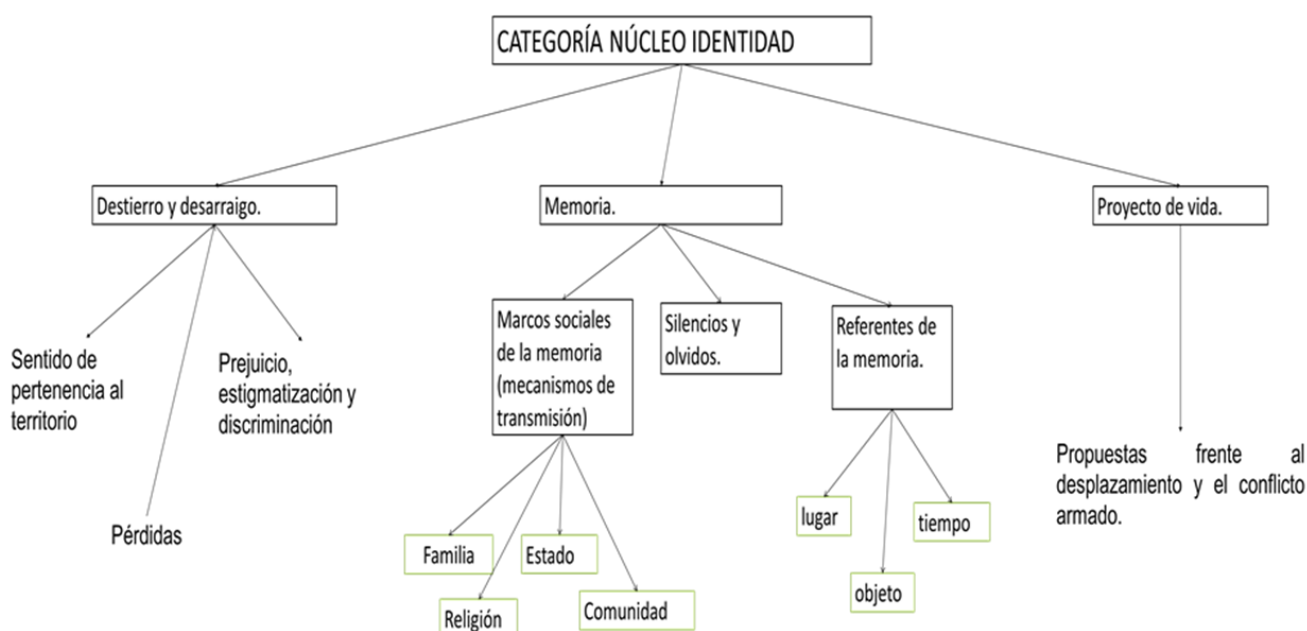 CATEGORÍA NÚCLEO IDENTIDAD
Destierro y desarraigo.
Memoria.
Proyecto de vida.
Sentido de
pertenencia al
territorio
Prejuicio,
estigmatización y
discriminación
Pérdidas
Marcos sociales
de la memoria
(mecanismos de
transmisión)
Silencios y
olvidos.
Referentes de
la memoria.
Familia
Estado
Religión
Comunidad
lugar
tiempo
objeto
Propuestas frente al
desplazamiento y el conflicto
armado.